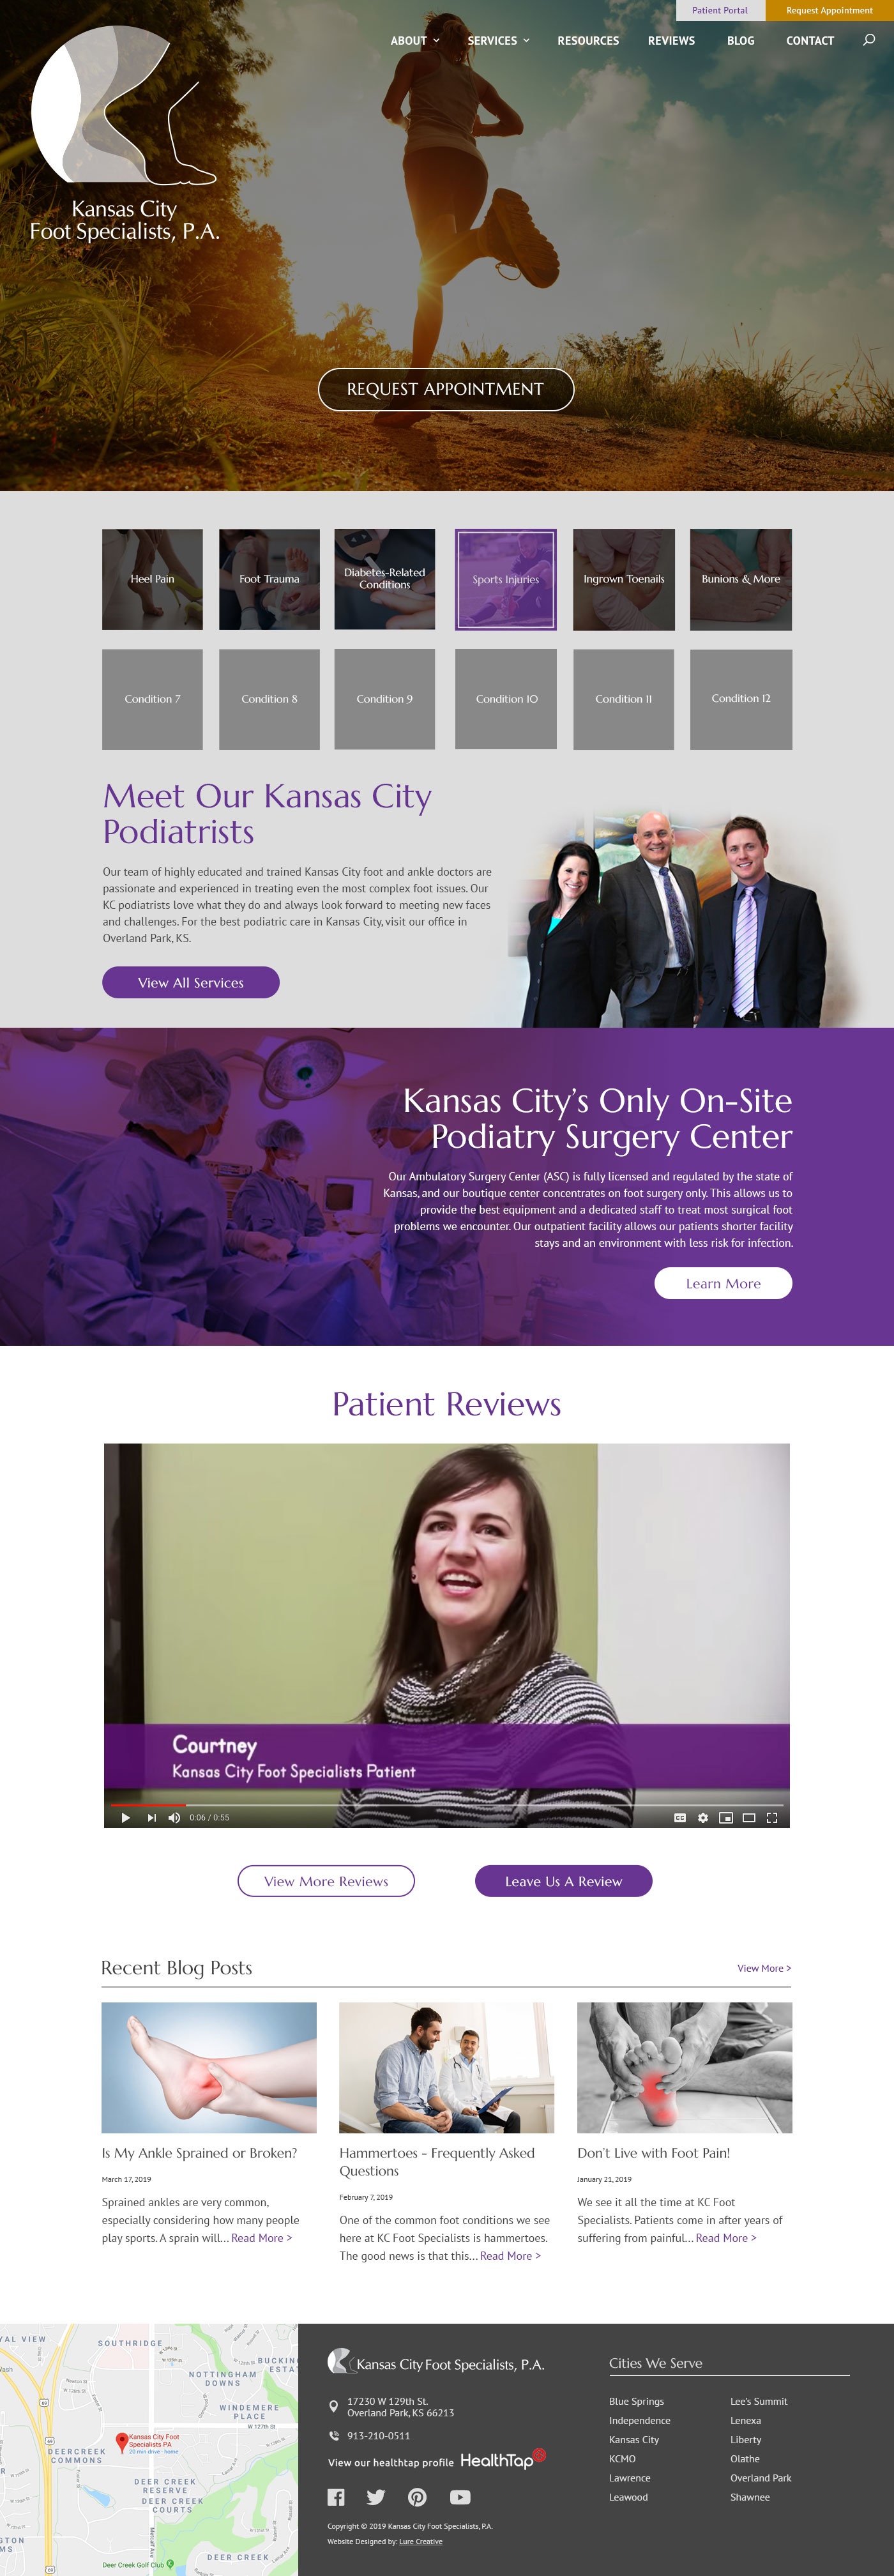 Patient Portal
Request Appointment
ABOUT
SERVICES
RESOURCES
REVIEWS
BLOG
CONTACT
Kansas City
Foot Specialists, P.A.
REQUEST APPOINTMENT
Heel Pain
Foot Trauma
Diabetes-Related
Conditions
Sports Injuries
Ingrown Toenails
Bunions & More
Condition 7
Condition 8
Condition 9
Condition 10
Condition 11
Condition 12
Meet Our Kansas City
Podiatrists
Our team of highly educated and trained Kansas City foot and ankle doctors are
passionate and experienced in treating even the most complex foot issues. Our
KC podiatrists love what they do and always look forward to meeting new faces
and challenges. For the best podiatric care in Kansas City, visit our office in
Overland Park, KS.
View All Services
Kansas City's Only On-Site
Podiatry Surgery Center
Our Ambulatory Surgery Center (ASC) is fully licensed and regulated by the state of
Kansas, and our boutique center concentrates on foot surgery only. This allows us to
provide the best equipment and a dedicated staff to treat most surgical foot
problems we encounter. Our outpatient facility allows our patients shorter facility
stays and an environment with less risk for infection.
Learn More
Patient Reviews
Courtney
Kansas City Foot Specialists Patient
0:06 / 0:55
CC
View More Reviews
Leave Us A Review
Recent Blog Posts
View More >
Is My Ankle Sprained or Broken?
March 17, 2019
Sprained ankles are very common,
especially considering how many people
play sports. A sprain will... Read More >
Hammertoes - Frequently Asked
Questions
February 7, 2019
One of the common foot conditions we see
here at KC Foot Specialists is hammertoes.
The good news is that this... Read More >
Don't Live with Foot Pain!
January 21, 2019
We see it all the time at KC Foot
Specialists. Patients come in after years of
suffering from painful... Read More >
YAL VIEW
SOUTHRIDGE
BUCKING
ESTA
NOTTINGHAM
DOWNS
WINDEMERE
PLACE
W 127th St
69
Kansas City Foot
Specialists PA
20 min drive - home
DEERCREEK
COMMONS
69
DEER CREEK
RESERVE
DEER CREEK
COURTS
69
Metcalf Ave
GTON
MS
DEER CREEK
Deer Creek Golf Club
Kansas City Foot Specialists, P.A.
17230 W 129th St.
Overland Park, KS 66213
913-210-0511
View our healthtap profile HealthTap
Copyright © 2019 Kansas City Foot Specialists, P.A.
Website Designed by: Lure Creative
Cities We Serve
Blue Springs
Independence
Kansas City
KCMO
Lawrence
Leawood
Lee's Summit
Lenexa
Liberty
Olathe
Overland Park
Shawnee